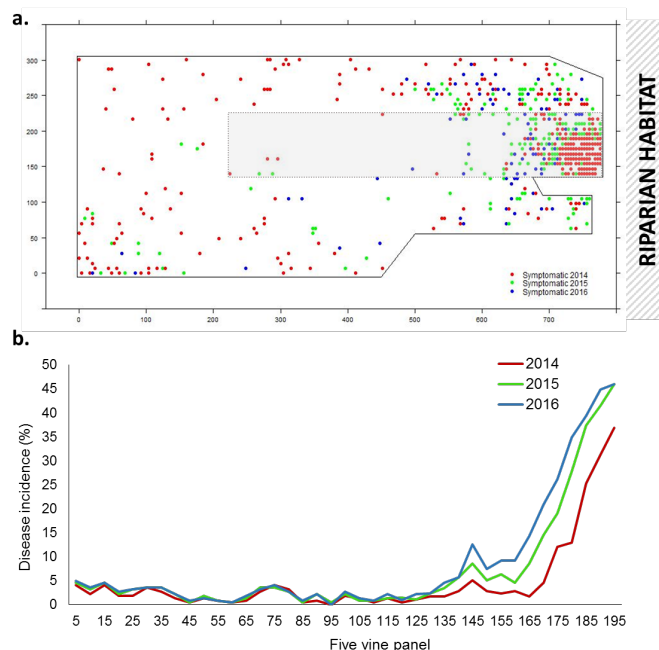 a.
300
250
200
150
100
50
0
0 100 200 300 400 500 600 700
Symptomatic 2014
Symptomatic 2015
Symptomatic 2016
RIPARIAN HABITAT
b.
50
45
40
35
30
25
20
15
10
5
0
Disease incidence (%)
2014
2015
2016
5 15 25 35 45 55 65 75 85 95 105 115 125 135 145 155 165 175 185 195
Five vine panel